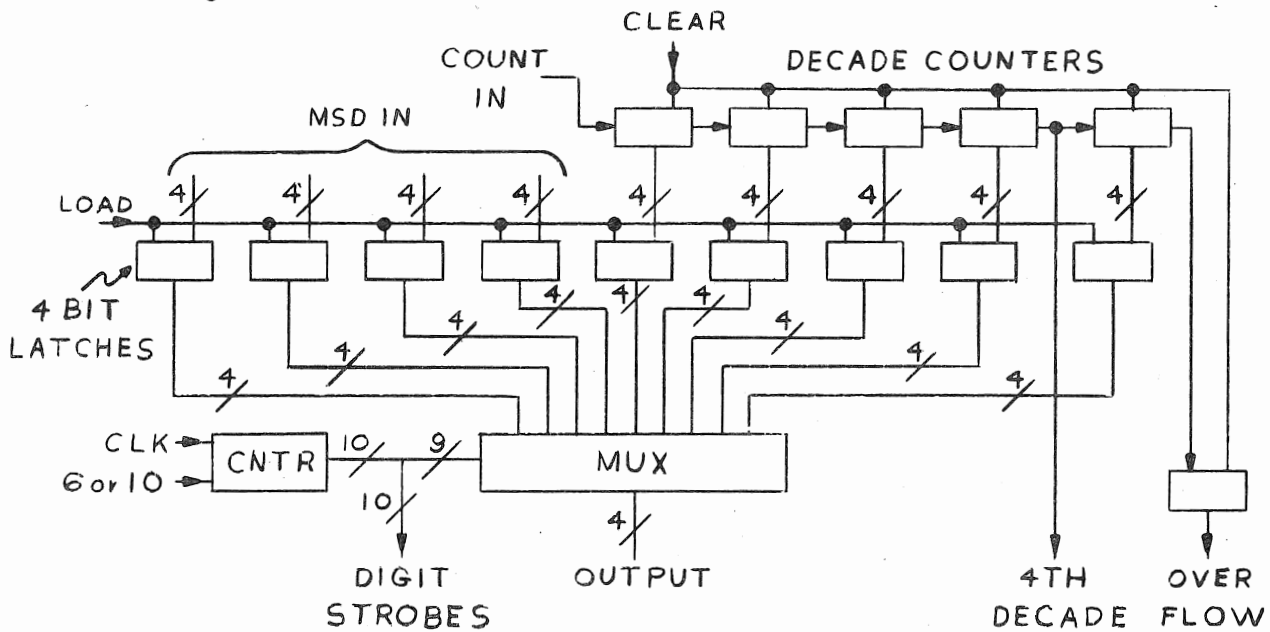 CLEAR
COUNT
IN
DECADE COUNTERS
MSD IN
4 4 4 4 4 4 4 4 4
LOAD
4 BIT
LATCHES
4 4 4
4 4
4 4
4 4
CLK
6 or 10
CNTR
10
9
10
MUX
4
DIGIT
STROBES
OUTPUT
4TH
DECADE
OVER
FLOW